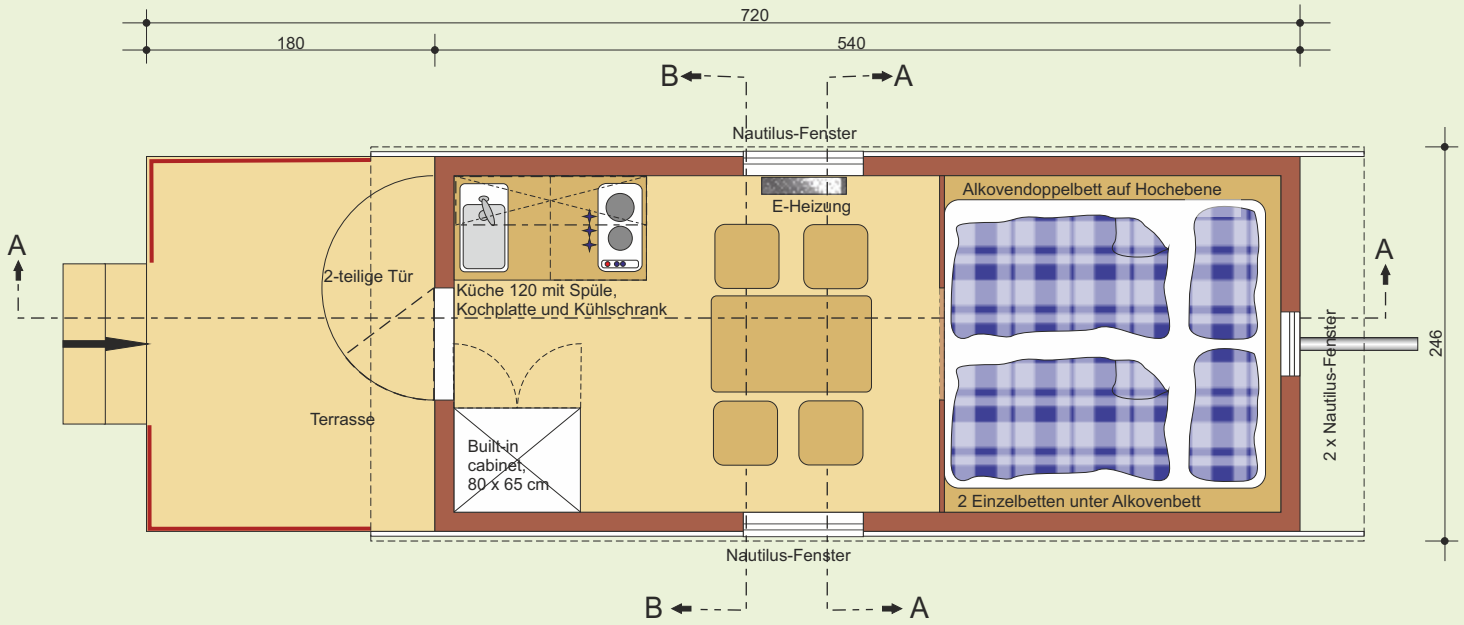 720
180
540
B
A
Nautilus-Fenster
Alkovendoppelbett auf Hochebene
E-Heizung
A
A
2-teilige Tür
Küche 120 mit Spüle,
Kochplatte und Kühlschrank
246
2 x Nautilus-Fenster
Terrasse
Built-in
cabinet,
80 x 65 cm
2 Einzelbetten unter Alkovenbett
Nautilus-Fenster
B
A